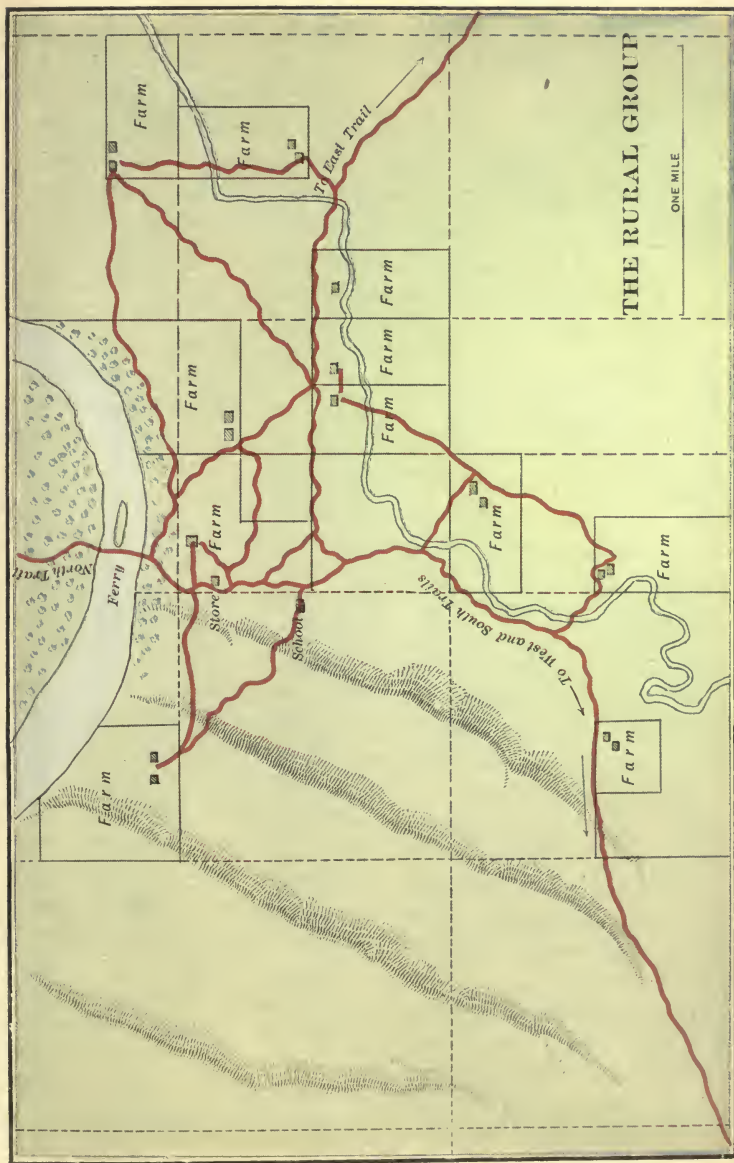 North Trail
Ferry
Farm
Farm
Farm
Store
Farm
Farm
School
To East Trail
Farm
Farm
Farm
To West and South Trails
Farm
Farm
Farm
THE RURAL GROUP
ONE MILE